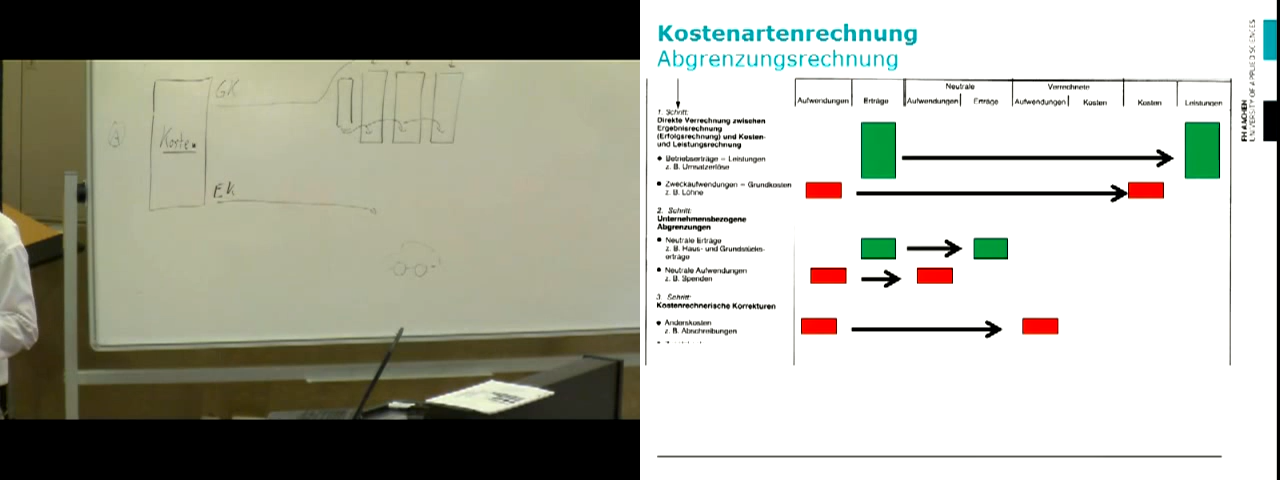 GK
Kosten
EK
Kostenartenrechnung
Abgrenzungsrechnung
Neutrale
Verrechnete
Aufwendungen
Erträge
Aufwendungen
Erträge
Aufwendungen
Kosten
Kosten
Leistungen
1. Schritt:
Direkte Verrechnung zwischen
Ergebnisrechnung
(Erfolgsrechnung) und Kosten-
und Leistungsrechnung
• Betriebserträge – Leistungen
z. B. Umsatzerlöse
• Zweckaufwendungen – Grundkosten
z. B. Löhne
2. Schritt:
Unternehmensbezogene
Abgrenzungen
• Neutrale Erträge
z. B. Haus- und Grundstücks-
erträge
• Neutrale Aufwendungen
z. B. Spenden
3. Schritt:
Kostenrechnerische Korrekturen
• Anderskosten
z. B. Abschreibungen
FH AACHEN
UNIVERSITY OF APPLIED SCIENCES